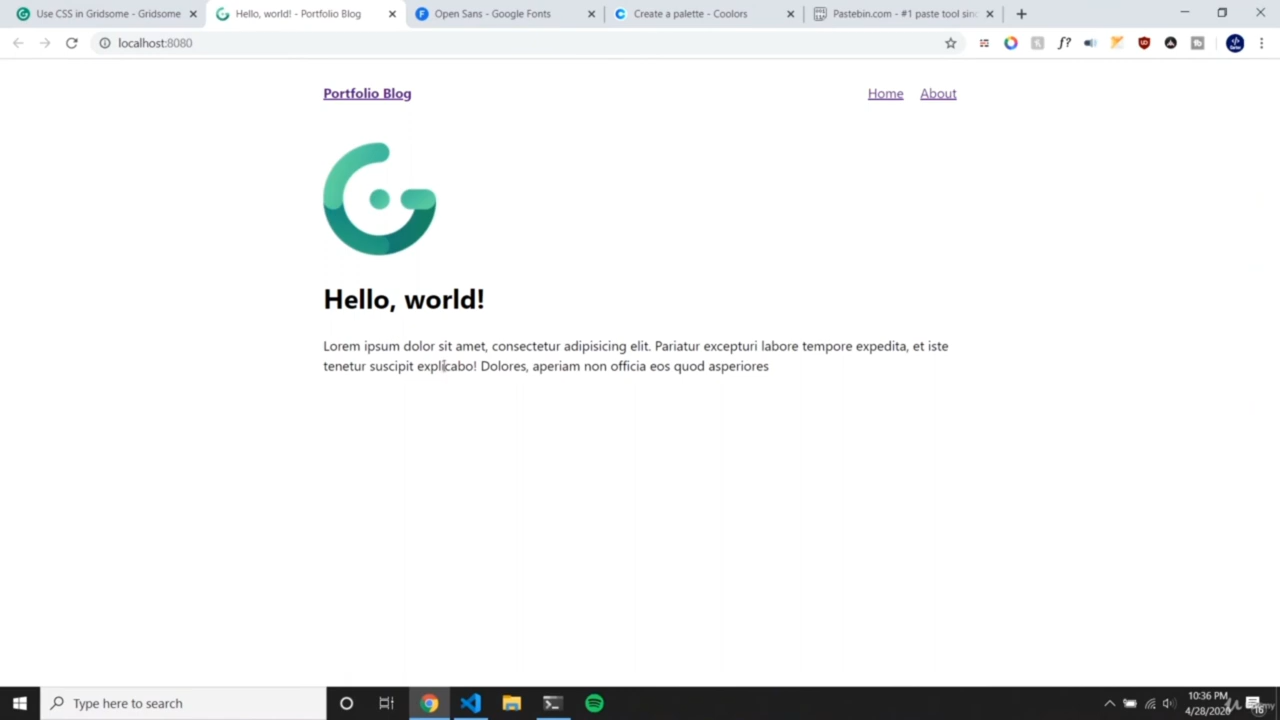 Use CSS in Gridsome - Gridsome
Hello, world! - Portfolio Blog
Open Sans - Google Fonts
Create a palette - Coolors
Pastebin.com - #1 paste tool sinc
localhost:8080
Portfolio Blog
Home
About
Hello, world!
Lorem ipsum dolor sit amet, consectetur adipisicing elit. Pariatur excepturi labore tempore expedita, et iste
tenetur suscipit explicabo! Dolores, aperiam non officia eos quod asperiores
Type here to search
10:36 PM
4/28/2020